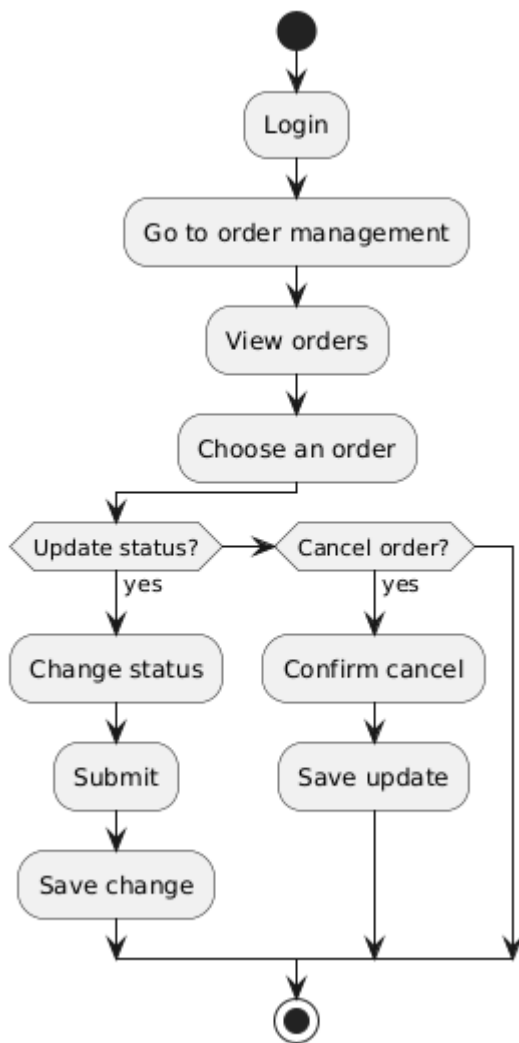 Login
Go to order management
View orders
Choose an order
Update status?
Cancel order?
yes
yes
Change status
Confirm cancel
Submit
Save update
Save change